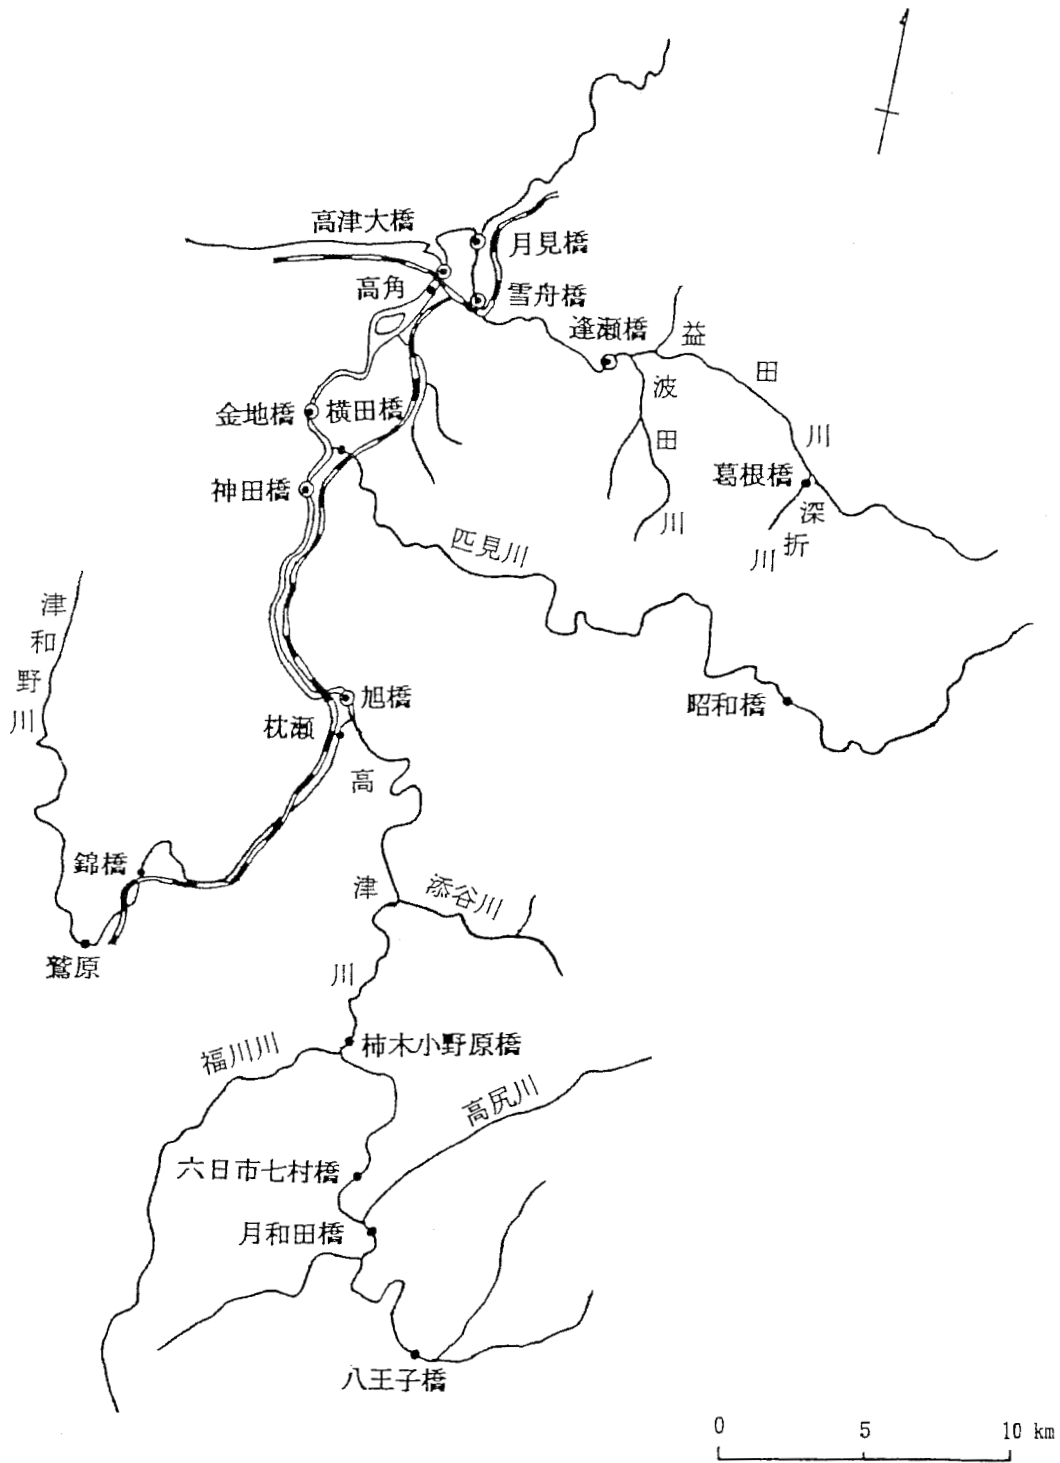 高津大橋
月見橋
高角
雪舟橋
逢瀬橋
益田川
波田川
金地橋
横田橋
葛根橋
深折川
神田橋
匹見川
津和野川
旭橋
昭和橋
枕瀬
高津川
錦橋
添谷川
鷲原
福川川
柿木小野原橋
高尻川
六日市七村橋
月和田橋
八王子橋
0 5 10 km